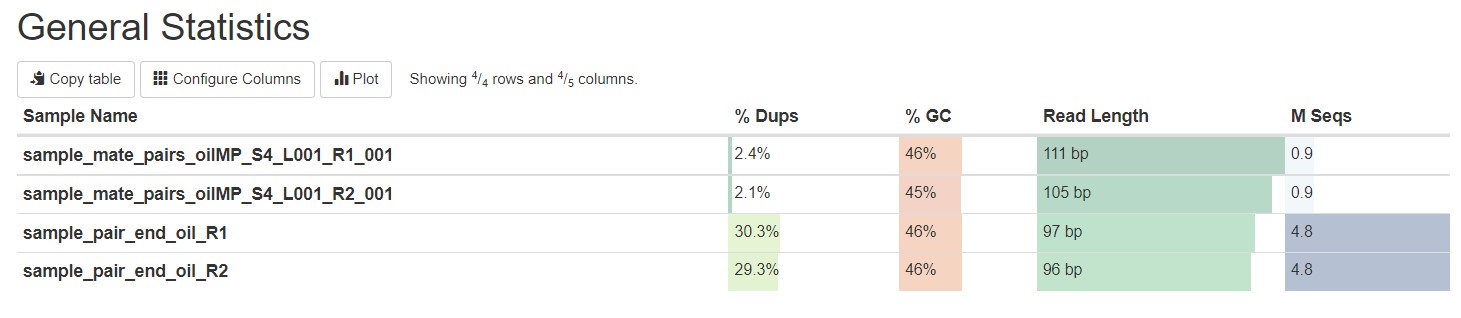 General Statistics
Copy table Configure Columns Plot Showing 4/4 rows and 4/5 columns.
Sample Name % Dups % GC Read Length M Seqs
sample_mate_pairs_oilMP_S4_L001_R1_001 2.4% 46% 111 bp 0.9
sample_mate_pairs_oilMP_S4_L001_R2_001 2.1% 45% 105 bp 0.9
sample_pair_end_oil_R1 30.3% 46% 97 bp 4.8
sample_pair_end_oil_R2 29.3% 46% 96 bp 4.8